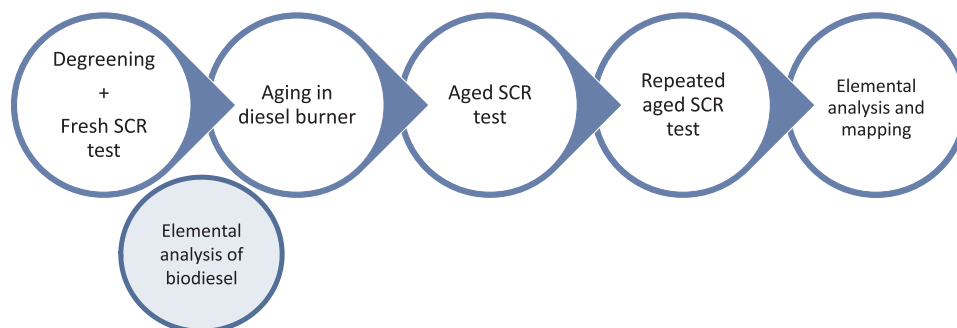 Degreening
+
Fresh SCR
test
Aging in
diesel burner
Aged SCR
test
Repeated
aged SCR
test
Elemental
analysis and
mapping
Elemental
analysis of
biodiesel